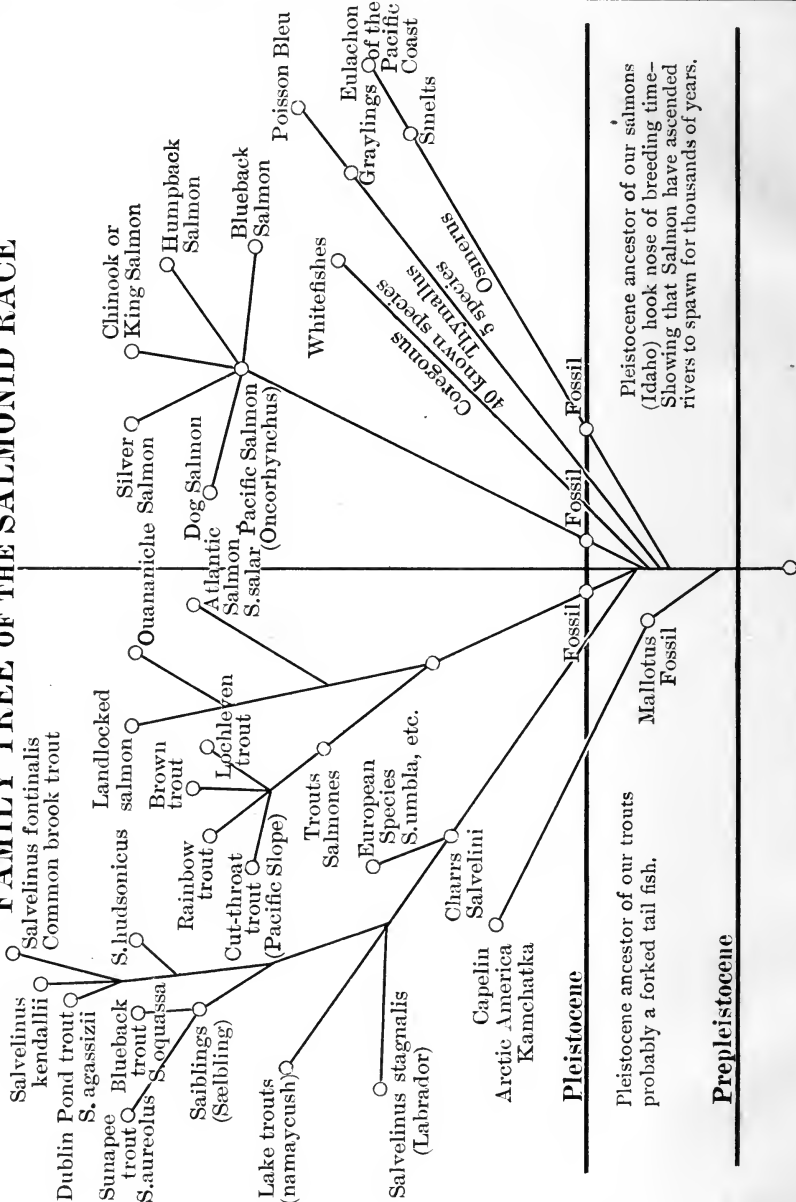 FAMILY TREE OF THE SALMONID RACE
Salvelinus fontinalis
Common brook trout
Salvelinus
kendallii
Dublin Pond trout
S. agassizii
Sunapee
trout
S.aureolus
Blueback
trout
S.oquassa
S.hudsonicus
Saiblings
(Sælbling)
Lake trouts
(namaycush)
Salvelinus stagnalis
(Labrador)
Landlocked
salmon
Ouananiche Salmon
Brown
trout
Lochleven
trout
Rainbow
trout
Cut-throat
trout
(Pacific Slope)
Trouts
Salmones
European
Species
S.umbla, etc.
Charrs
Salvelini
Capelin
Arctic America
Kamchatka
Atlantic
Salmon
S.salar
Silver
Salmon
Chinook or
King Salmon
Humpback
Salmon
Blueback
Salmon
Dog Salmon
Pacific Salmon
(Oncorhynchus)
Whitefishes
Poisson Bleu
Graylings
Eulachon
of the
Pacific
Coast
Smelts
Coregonus
40 known species
Thymallus
5 species
Osmerus
Fossil
Fossil
Fossil
Pleistocene
Pleistocene ancestor of our trouts
probably a forked tail fish.
Mallotus
Fossil
Pleistocene ancestor of our salmons
(Idaho) hook nose of breeding time–
Showing that Salmon have ascended
rivers to spawn for thousands of years.
Prepleistocene